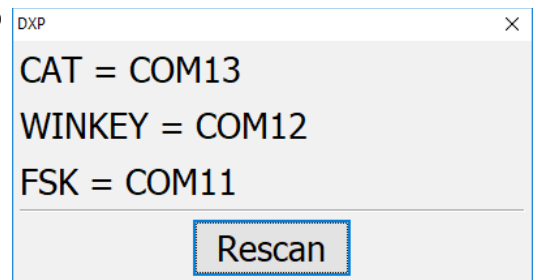 DXP
CAT = COM13
WINKEY = COM12
FSK = COM11
Rescan